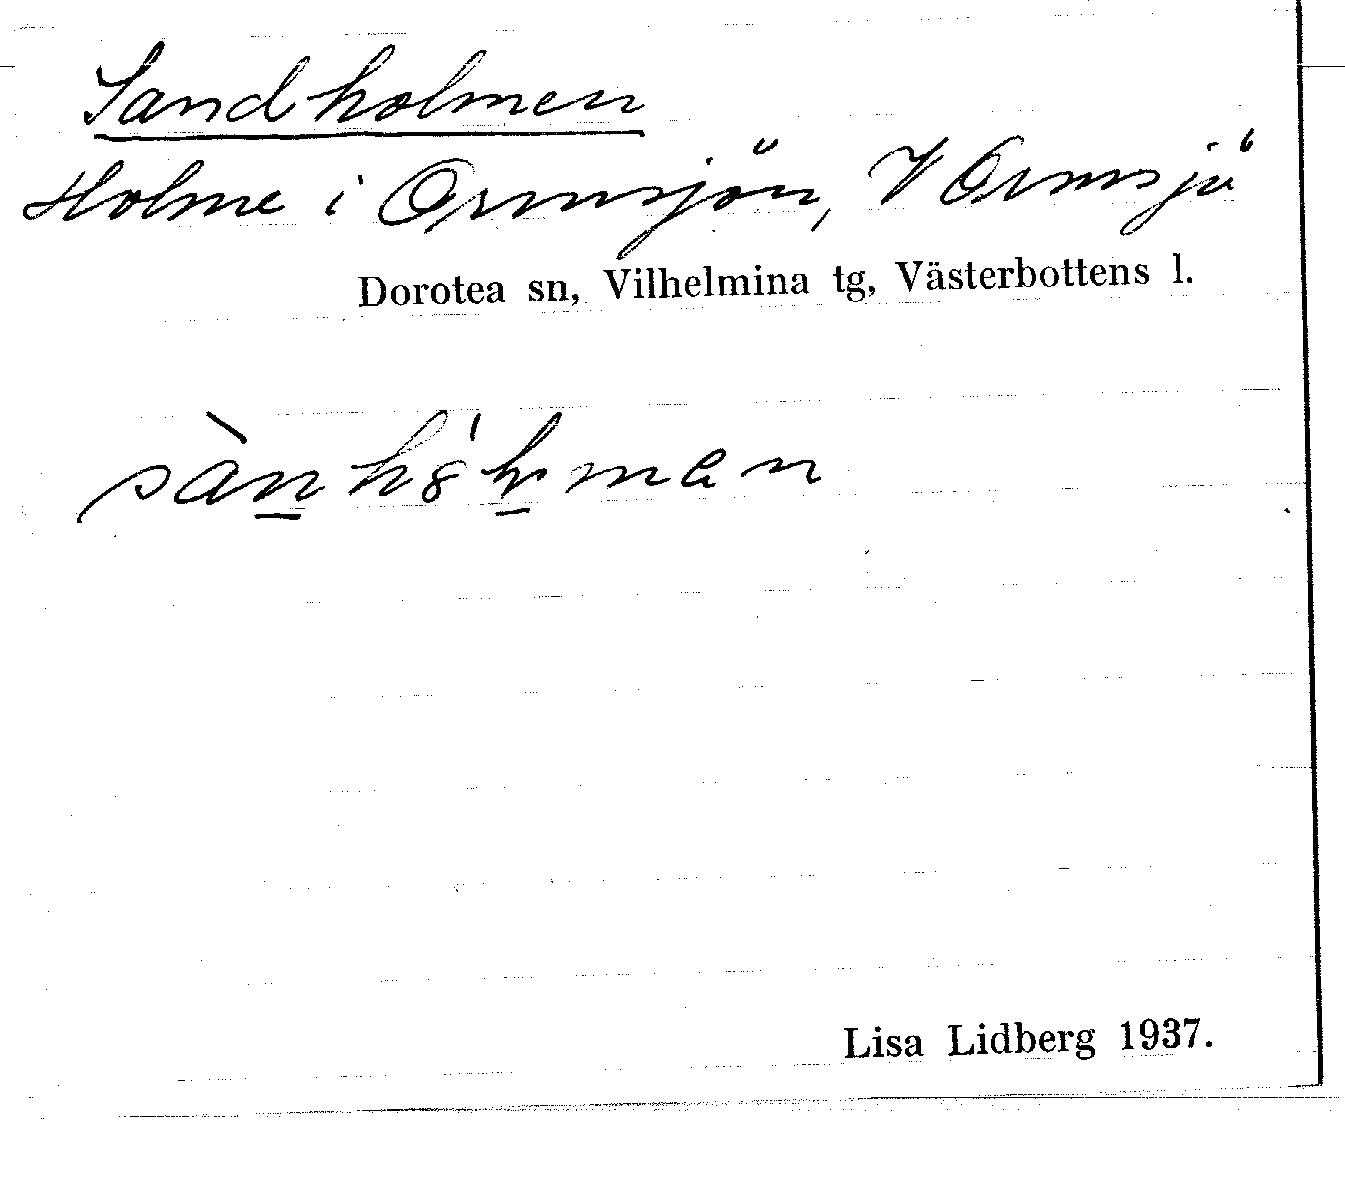 Sandholmen
Holme i Ormsjön, V Ormsjö
Dorotea sn, Vilhelmina tg, Västerbottens l.
Lisa Lidberg 1937.